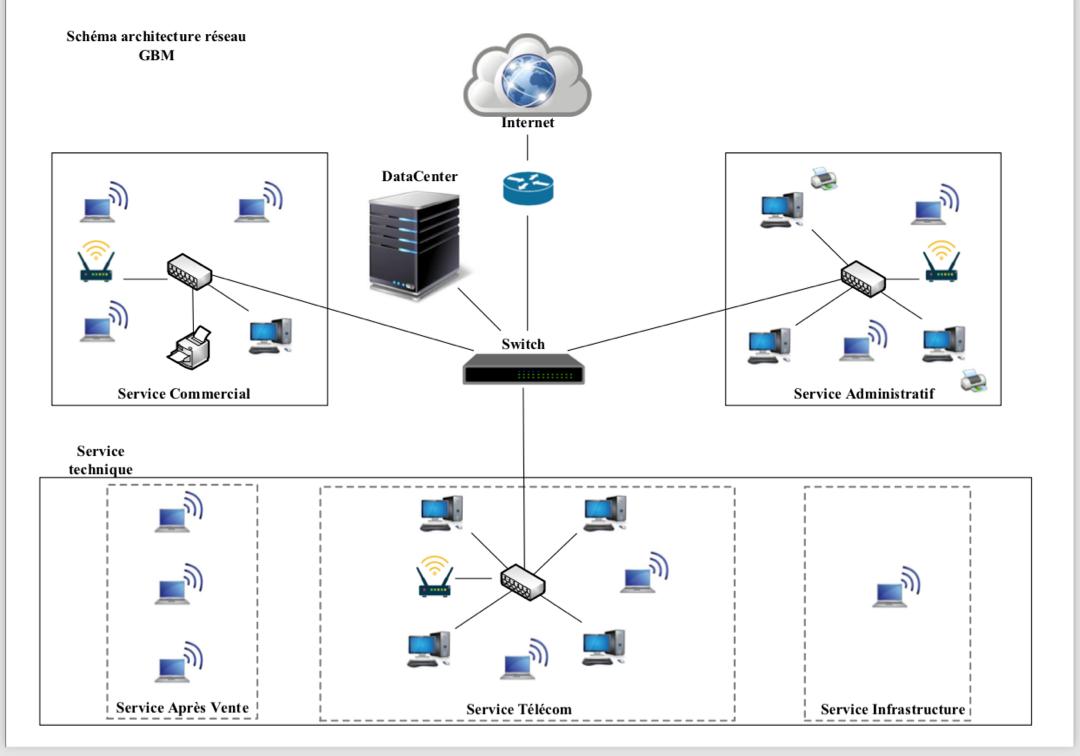 Schéma architecture réseau
GBM
Internet
DataCenter
Switch
Service Commercial
Service Administratif
Service
technique
Service Après Vente
Service Télécom
Service Infrastructure